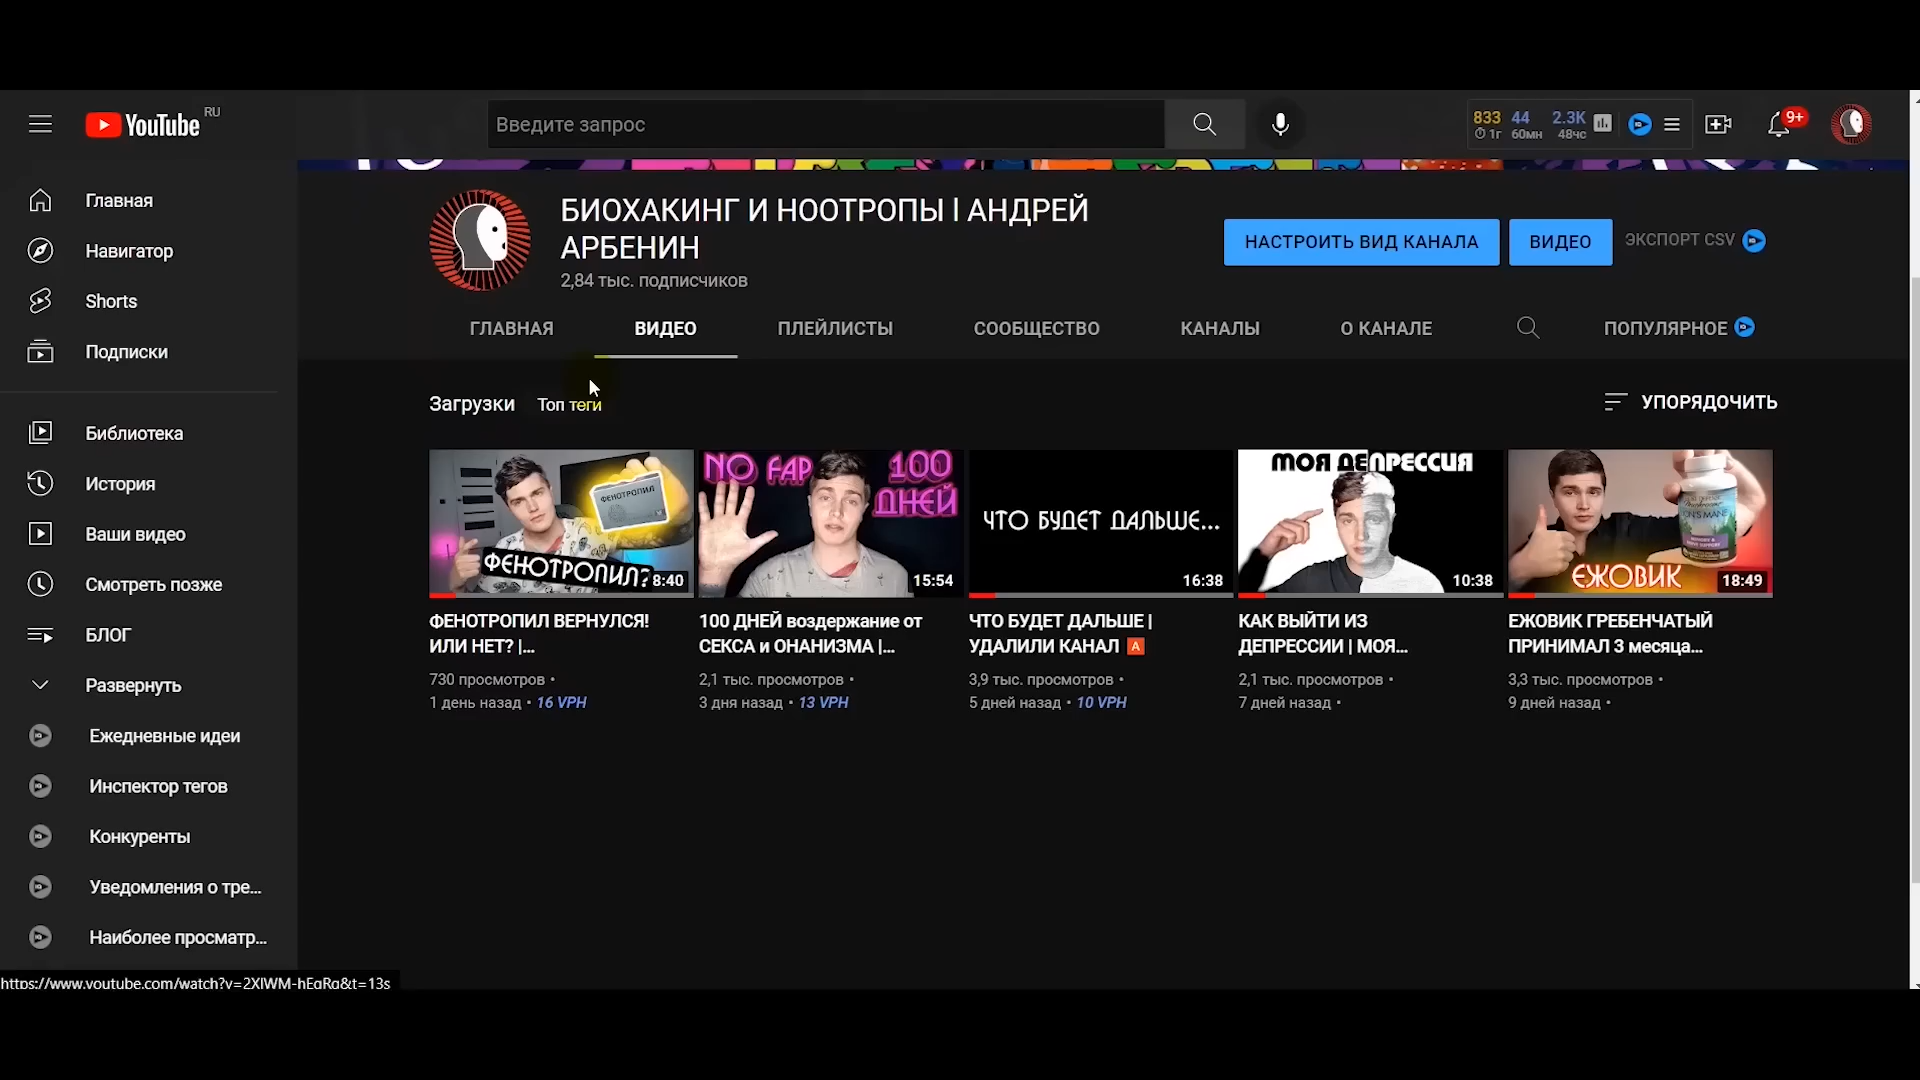 YouTube RU
Введите запрос
833 44 2.3K
1г 60мн 48чс
9+
Главная
Навигатор
Shorts
Подписки
Библиотека
История
Ваши видео
Смотреть позже
БЛОГ
Развернуть
Ежедневные идеи
Инспектор тегов
Конкуренты
Уведомления о тре...
Наиболее просматр...
БИОХАКИНГ И НООТРОПЫ l АНДРЕЙ
АРБЕНИН
2,84 тыс. подписчиков
НАСТРОИТЬ ВИД КАНАЛА
ВИДЕО
ЭКСПОРТ CSV
ГЛАВНАЯ
ВИДЕО
ПЛЕЙЛИСТЫ
СООБЩЕСТВО
КАНАЛЫ
О КАНАЛЕ
ПОПУЛЯРНОЕ
Загрузки Топ теги
УПОРЯДОЧИТЬ
ФЕНОТРОПИЛ
ФЕНОТРОПИЛ?
8:40
ФЕНОТРОПИЛ ВЕРНУЛСЯ!
ИЛИ НЕТ? |...
730 просмотров •
1 день назад • 16 VPH
NO FAP 100
ДНЕЙ
15:54
100 ДНЕЙ воздержание от
СЕКСА и ОНАНИЗМА |...
2,1 тыс. просмотров •
3 дня назад • 13 VPH
ЧТО БУДЕТ ДАЛЬШЕ...
16:38
ЧТО БУДЕТ ДАЛЬШЕ |
УДАЛИЛИ КАНАЛ 🅰
3,9 тыс. просмотров •
5 дней назад • 10 VPH
МОЯ ДЕПРЕССИЯ
10:38
КАК ВЫЙТИ ИЗ
ДЕПРЕССИИ | МОЯ...
2,1 тыс. просмотров •
7 дней назад •
ЕЖОВИК
18:49
ЕЖОВИК ГРЕБЕНЧАТЫЙ
ПРИНИМАЛ 3 месяца...
3,3 тыс. просмотров •
9 дней назад •
https://www.youtube.com/watch?v=2XIWM-hEgRg&t=13s